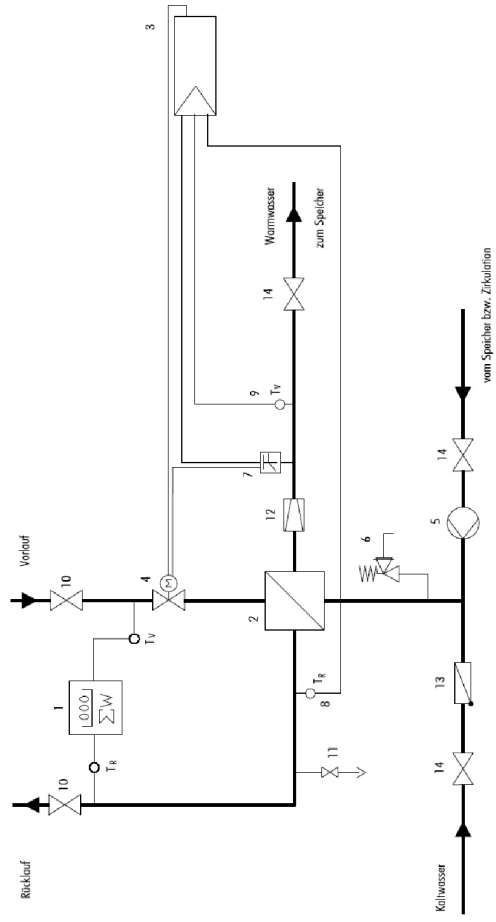 Rücklauf
Vorlauf
10
1
10
000
ΣW
TR
Tv
4
M
3
2
12
7
9
Tv
14
Warmwasser
zum Speicher
TR
8
11
6
Kaltwasser
14
13
5
14
vom Speicher bzw. Zirkulation